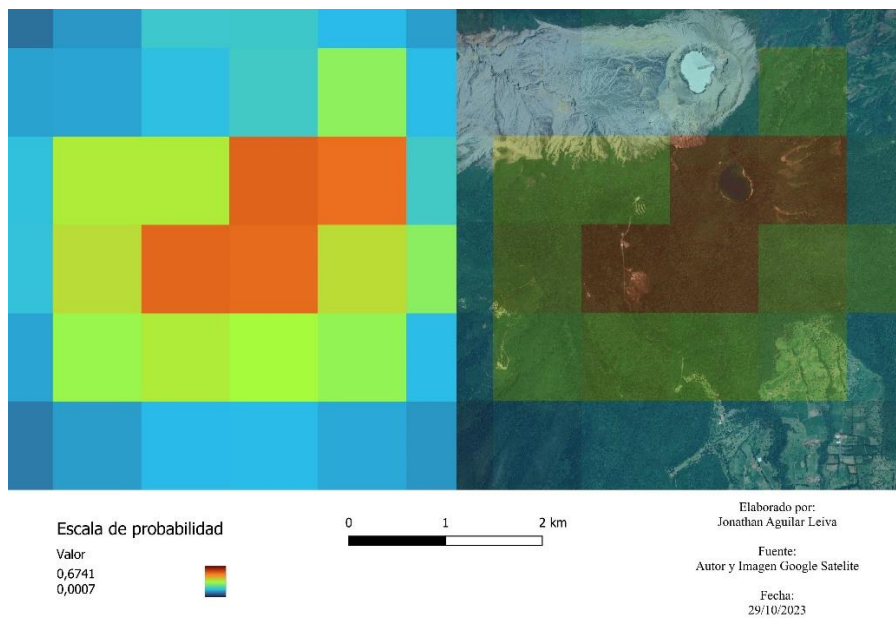 Escala de probabilidad
Valor
0,6741
0,0007
0 1 2 km
Elaborado por:
Jonathan Aguilar Leiva
Fuente:
Autor y Imagen Google Satelite
Fecha:
29/10/2023